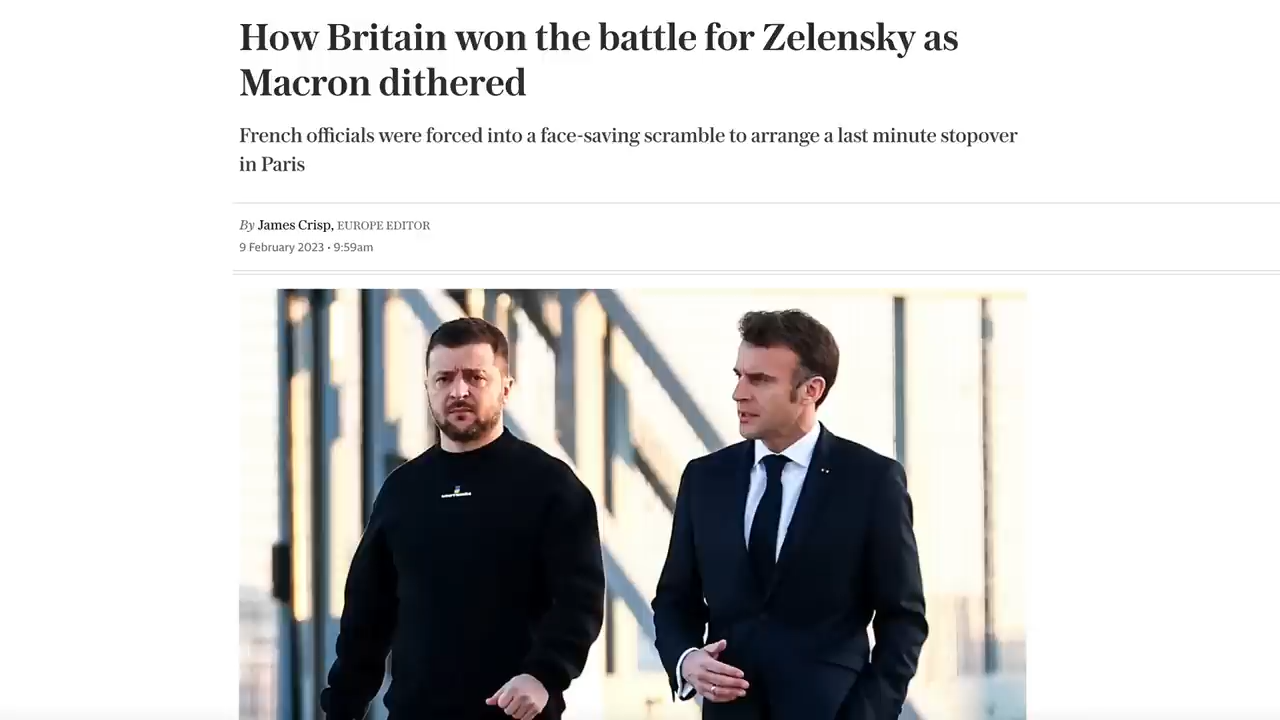 How Britain won the battle for Zelensky as
Macron dithered
French officials were forced into a face-saving scramble to arrange a last minute stopover
in Paris
By James Crisp, EUROPE EDITOR
9 February 2023 • 9:59am